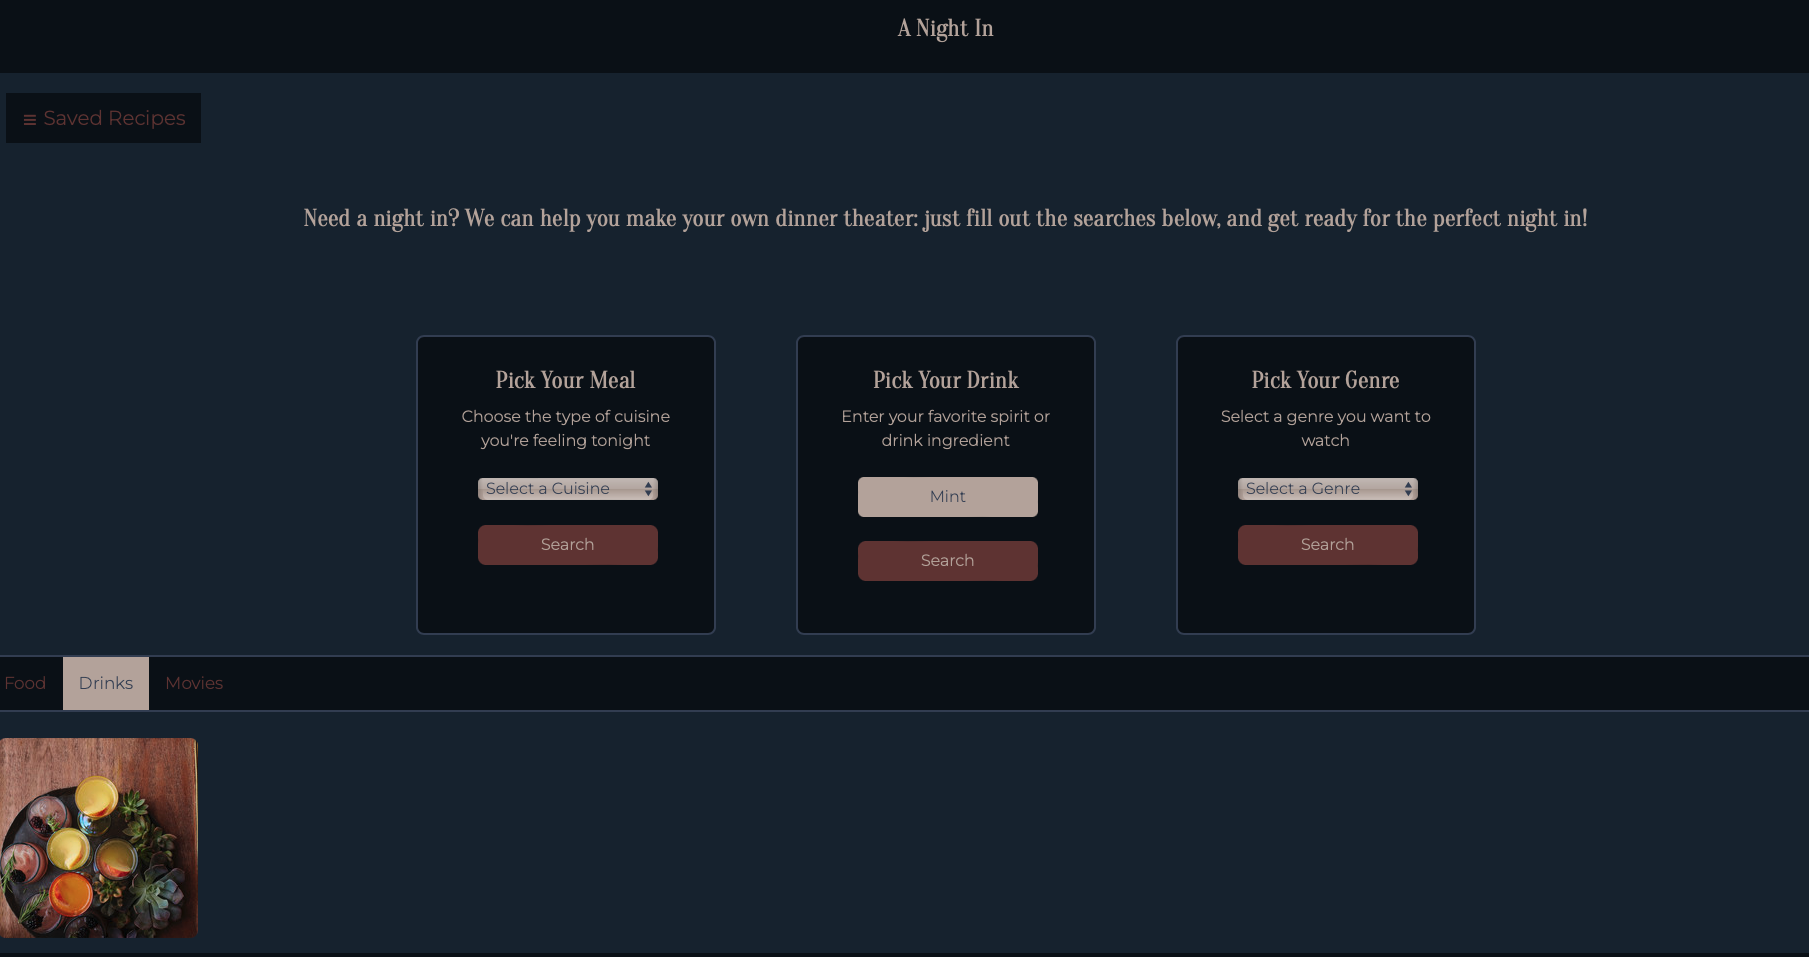 A Night In
≡ Saved Recipes
Need a night in? We can help you make your own dinner theater: just fill out the searches below, and get ready for the perfect night in!
Pick Your Meal
Choose the type of cuisine
you're feeling tonight
Select a Cuisine
Search
Pick Your Drink
Enter your favorite spirit or
drink ingredient
Mint
Search
Pick Your Genre
Select a genre you want to
watch
Select a Genre
Search
Food Drinks Movies